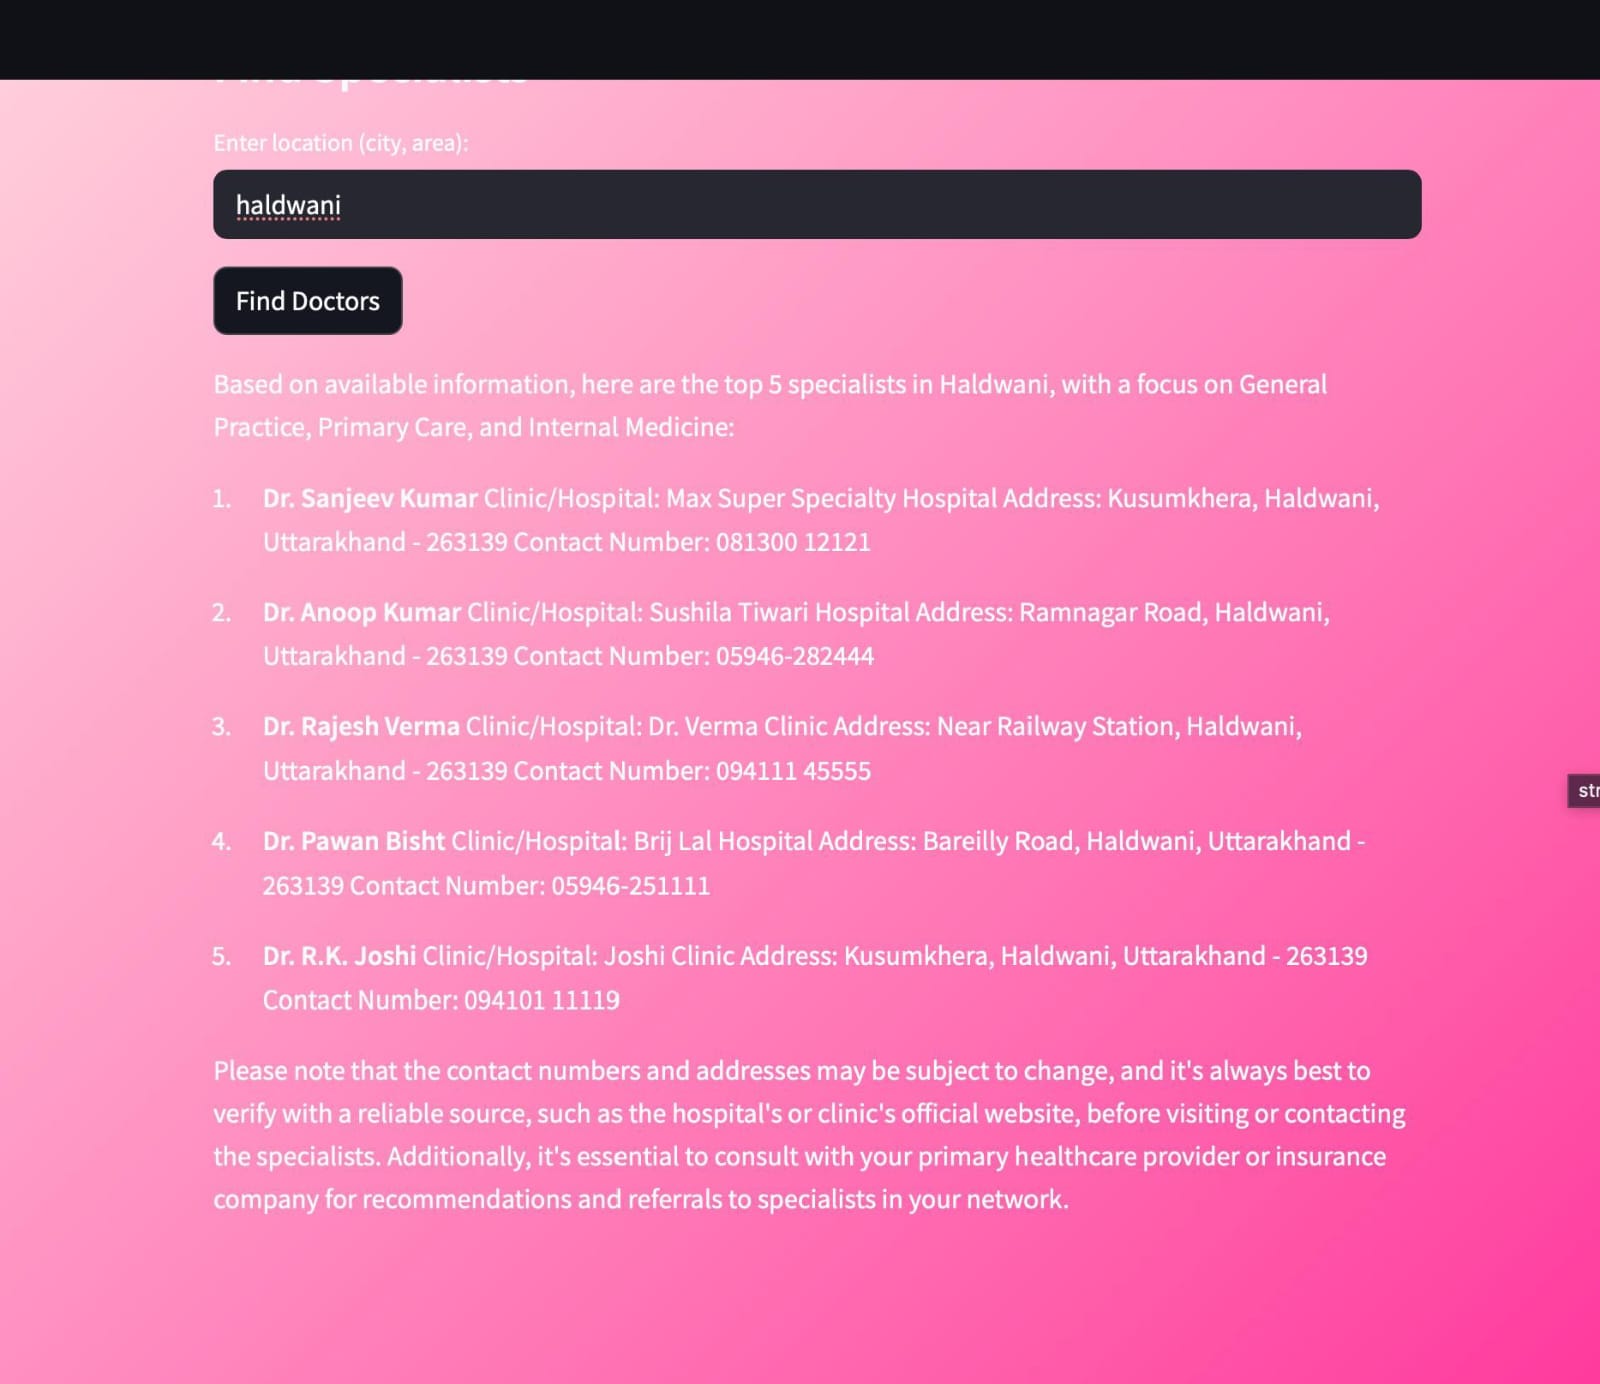 Find Specialists
Enter location (city, area):
haldwani
Find Doctors
Based on available information, here are the top 5 specialists in Haldwani, with a focus on General
Practice, Primary Care, and Internal Medicine:
1. Dr. Sanjeev Kumar Clinic/Hospital: Max Super Specialty Hospital Address: Kusumkhera, Haldwani,
Uttarakhand - 263139 Contact Number: 081300 12121
2. Dr. Anoop Kumar Clinic/Hospital: Sushila Tiwari Hospital Address: Ramnagar Road, Haldwani,
Uttarakhand - 263139 Contact Number: 05946-282444
3. Dr. Rajesh Verma Clinic/Hospital: Dr. Verma Clinic Address: Near Railway Station, Haldwani,
Uttarakhand - 263139 Contact Number: 094111 45555
4. Dr. Pawan Bisht Clinic/Hospital: Brij Lal Hospital Address: Bareilly Road, Haldwani, Uttarakhand -
263139 Contact Number: 05946-251111
5. Dr. R.K. Joshi Clinic/Hospital: Joshi Clinic Address: Kusumkhera, Haldwani, Uttarakhand - 263139
Contact Number: 094101 11119
Please note that the contact numbers and addresses may be subject to change, and it's always best to
verify with a reliable source, such as the hospital's or clinic's official website, before visiting or contacting
the specialists. Additionally, it's essential to consult with your primary healthcare provider or insurance
company for recommendations and referrals to specialists in your network.